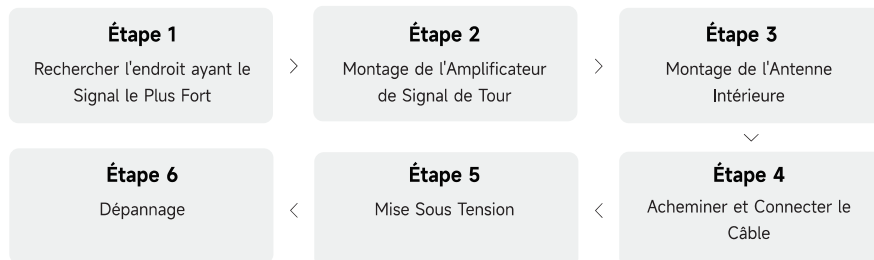 Étape 1
Rechercher l'endroit ayant le
Signal le Plus Fort
Étape 2
Montage de l'Amplificateur
de Signal de Tour
Étape 3
Montage de l'Antenne
Intérieure
Étape 4
Acheminer et Connecter le
Câble
Étape 5
Mise Sous Tension
Étape 6
Dépannage